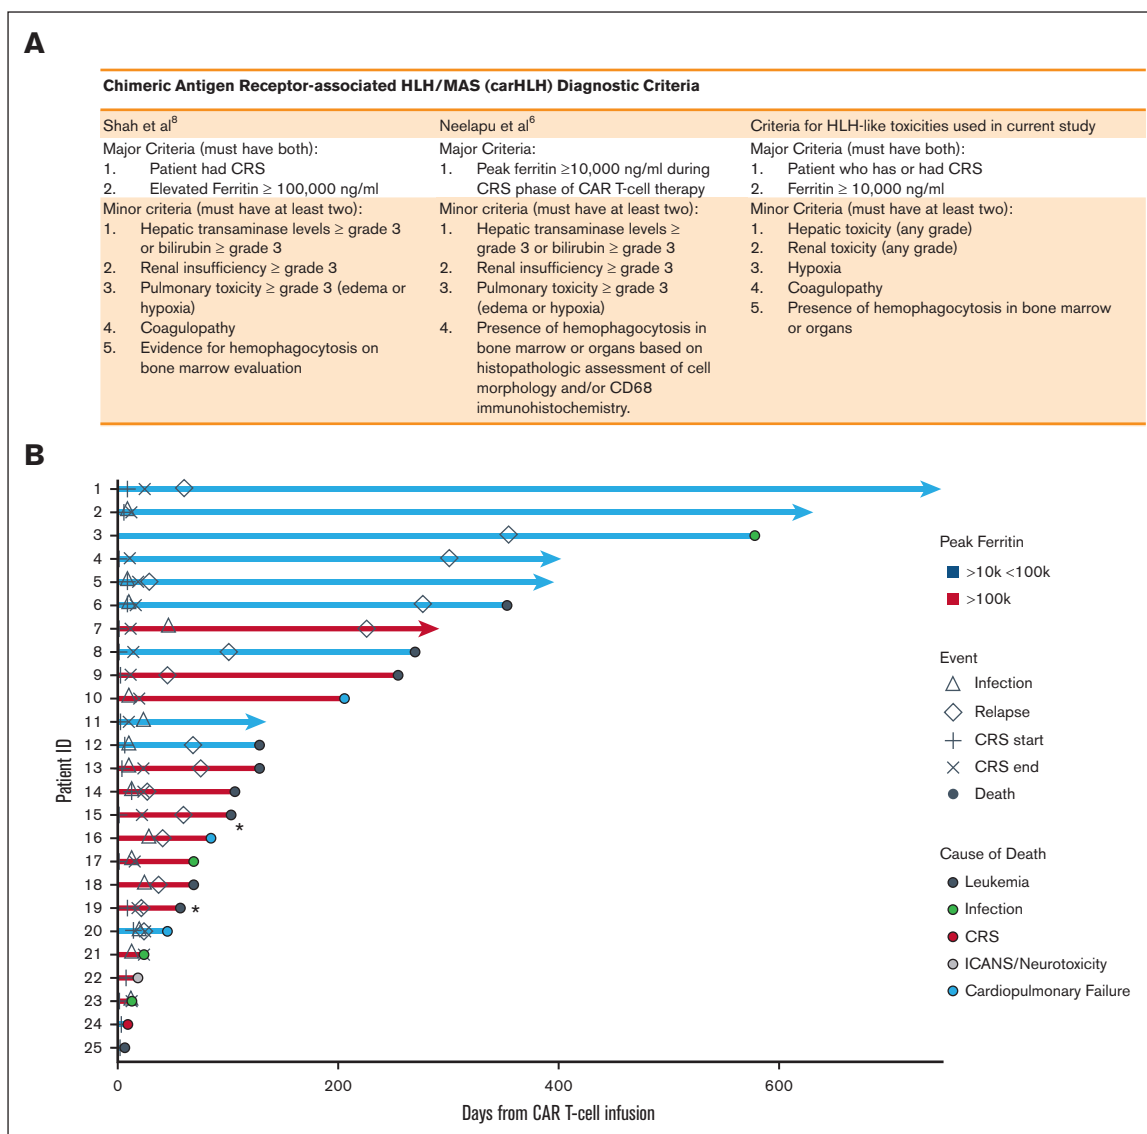 A
Chimeric Antigen Receptor-associated HLH/MAS (carHLH) Diagnostic Criteria
Shah et al8
Major Criteria (must have both):
1. Patient had CRS
2. Elevated Ferritin ≥ 100,000 ng/ml
Minor criteria (must have at least two):
1. Hepatic transaminase levels ≥ grade 3
or bilirubin ≥ grade 3
2. Renal insufficiency ≥ grade 3
3. Pulmonary toxicity ≥ grade 3 (edema or
hypoxia)
4. Coagulopathy
5. Evidence for hemophagocytosis on
bone marrow evaluation
Neelapu et al6
Major Criteria:
1. Peak ferritin ≥10,000 ng/ml during
CRS phase of CAR T-cell therapy
Minor criteria (must have at least two):
1. Hepatic transaminase levels ≥
grade 3 or bilirubin ≥ grade 3
2. Renal insufficiency ≥ grade 3
3. Pulmonary toxicity ≥ grade 3
(edema or hypoxia)
4. Presence of hemophagocytosis in
bone marrow or organs based on
histopathologic assessment of cell
morphology and/or CD68
immunohistochemistry.
Criteria for HLH-like toxicities used in current study
Major Criteria (must have both):
1. Patient who has or had CRS
2. Ferritin ≥ 10,000 ng/ml
Minor Criteria (must have at least two):
1. Hepatic toxicity (any grade)
2. Renal toxicity (any grade)
3. Hypoxia
4. Coagulopathy
5. Presence of hemophagocytosis in bone marrow
or organs
B
Patient ID
1
2
3
4
5
6
7
8
9
10
11
12
13
14
15
*
16
17
18
19 *
20
21
22
23
24
25
0 200 400 600
Days from CAR T-cell infusion
Peak Ferritin
>10k <100k
>100k
Event
Infection
Relapse
CRS start
CRS end
Death
Cause of Death
Leukemia
Infection
CRS
ICANS/Neurotoxicity
Cardiopulmonary Failure